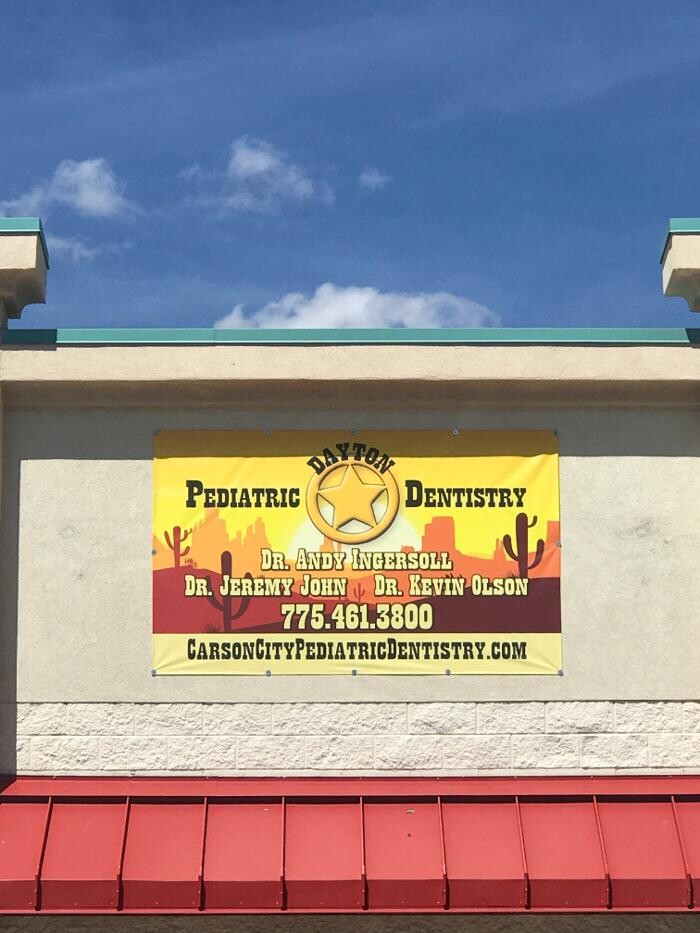 DAYTON
PEDIATRIC DENTISTRY
DR. ANDY INGERSOLL
DR. JEREMY JOHN DR. KEVIN OLSON
775.461.3800
CARSONCITYPEDIATRICDENTISTRY.COM